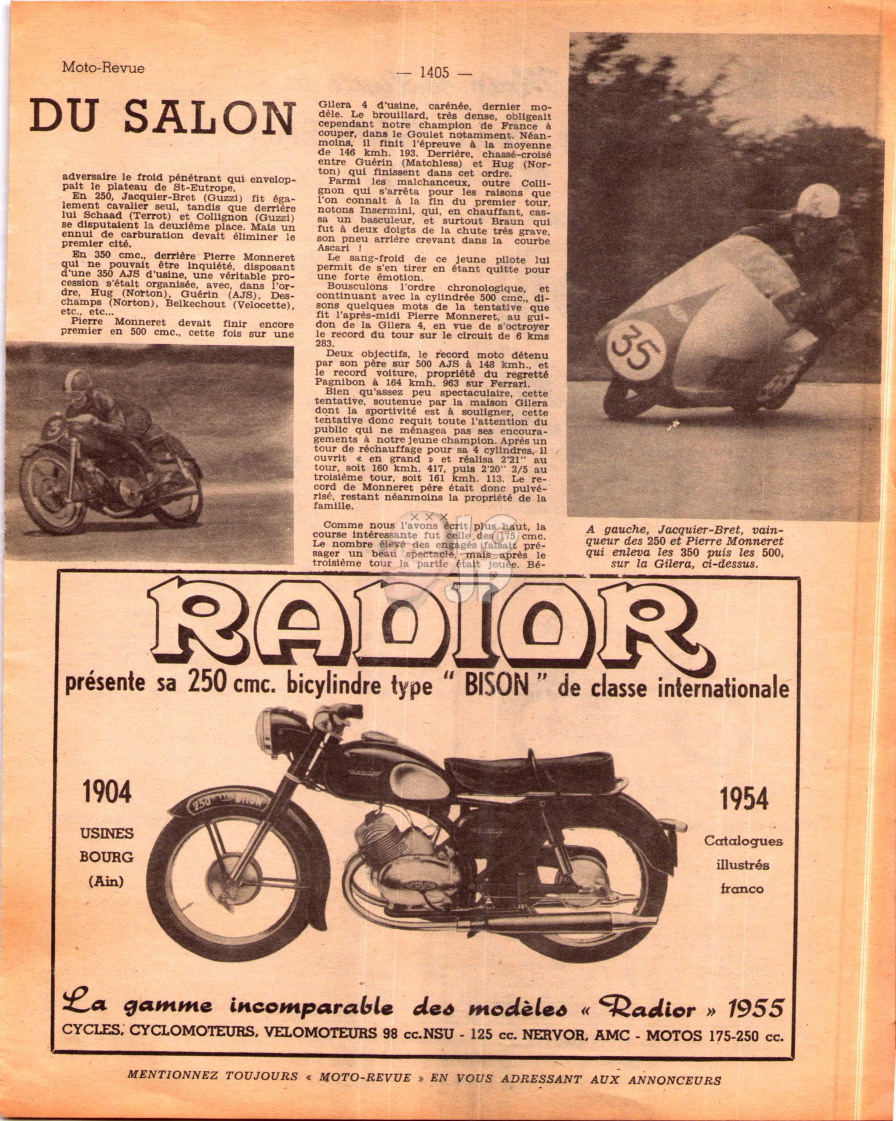 Moto-Revue
— 1405 —
DU SALON
adversaire le froid pénétrant qui envelop-
pait le plateau de St-Eutrope.
En 250, Jacquier-Bret (Guzzi) fit éga-
lement cavalier seul, tandis que derrière
lui Schaad (Terrot) et Collignon (Guzzi)
se disputaient la deuxième place. Mais un
ennui de carburation devait éliminer le
premier cité.
En 350 cmc., derrière Pierre Monneret
qui ne pouvait être inquiété, disposant
d'une 350 AJS d'usine, une véritable pro-
cession s'était organisée, avec, dans l'or-
dre, Hug (Norton), Guérin (AJS), Des-
champs (Norton), Belkechout (Velocette),
etc., etc...
Pierre Monneret devait finir encore
premier en 500 cmc., cette fois sur une
Gilera 4 d'usine, carénée, dernier mo-
dèle. Le brouillard, très dense, obligeait
cependant notre champion de France à
couper, dans le Goulet notamment. Néan-
moins, il finit l'épreuve à la moyenne
de 146 kmh. 193. Derrière, chassé-croisé
entre Guérin (Matchless) et Hug (Nor-
ton) qui finissent dans cet ordre.
Parmi les malchanceux, outre Colli-
gnon qui s'arrêta pour les raisons que
l'on connait à la fin du premier tour,
notons Insermini, qui, en chauffant, cas-
sa un basculeur, et surtout Braun qui
fut à deux doigts de la chute très grave,
son pneu arrière crevant dans la courbe
Ascari !
Le sang-froid de ce jeune pilote lui
permit de s'en tirer en étant quitte pour
une forte émotion.
Bousculons l'ordre chronologique, et
continuant avec la cylindrée 500 cmc., di-
sons quelques mots de la tentative que
fit l'après-midi Pierre Monneret, au gui-
don de la Gilera 4, en vue de s'octroyer
le record du tour sur le circuit de 6 kms
283.
Deux objectifs, le record moto détenu
par son père sur 500 AJS à 148 kmh., et
le record voiture, propriété du regretté
Pagnibon à 164 kmh. 963 sur Ferrari.
Bien qu'assez peu spectaculaire, cette
tentative, soutenue par la maison Gilera
dont la sportivité est à souligner, cette
tentative donc requit toute l'attention du
public qui ne ménagea pas ses encoura-
gements à notre jeune champion. Après un
tour de réchauffage pour sa 4 cylindres, il
ouvrit « en grand » et réalisa 2'21" au
tour, soit 160 kmh. 417, puis 2'20" 2/5 au
troisième tour, soit 161 kmh. 113. Le re-
cord de Monneret père était donc pulvé-
risé, restant néanmoins la propriété de la
famille.
× × ×
Comme nous l'avons écrit plus haut, la
course intéressante fut celle des 175 cmc.
Le nombre élevé des engagés faisait pré-
sager un beau spectacle, mais après le
troisième tour la partie était jouée. Bé-
35
A gauche, Jacquier-Bret, vain-
queur des 250 et Pierre Monneret
qui enleva les 350 puis les 500,
sur la Gilera, ci-dessus.
RADIOR
présente sa 250 cmc. bicylindre type " BISON " de classe internationale
1904
USINES
BOURG
(Ain)
250 BISON
1954
Catalogues
illustrés
franco
La gamme incomparable des modèles « Radior » 1955
CYCLES, CYCLOMOTEURS, VELOMOTEURS 98 cc. NSU - 125 cc. NERVOR, AMC - MOTOS 175-250 cc.
MENTIONNEZ TOUJOURS « MOTO-REVUE » EN VOUS ADRESSANT AUX ANNONCEURS